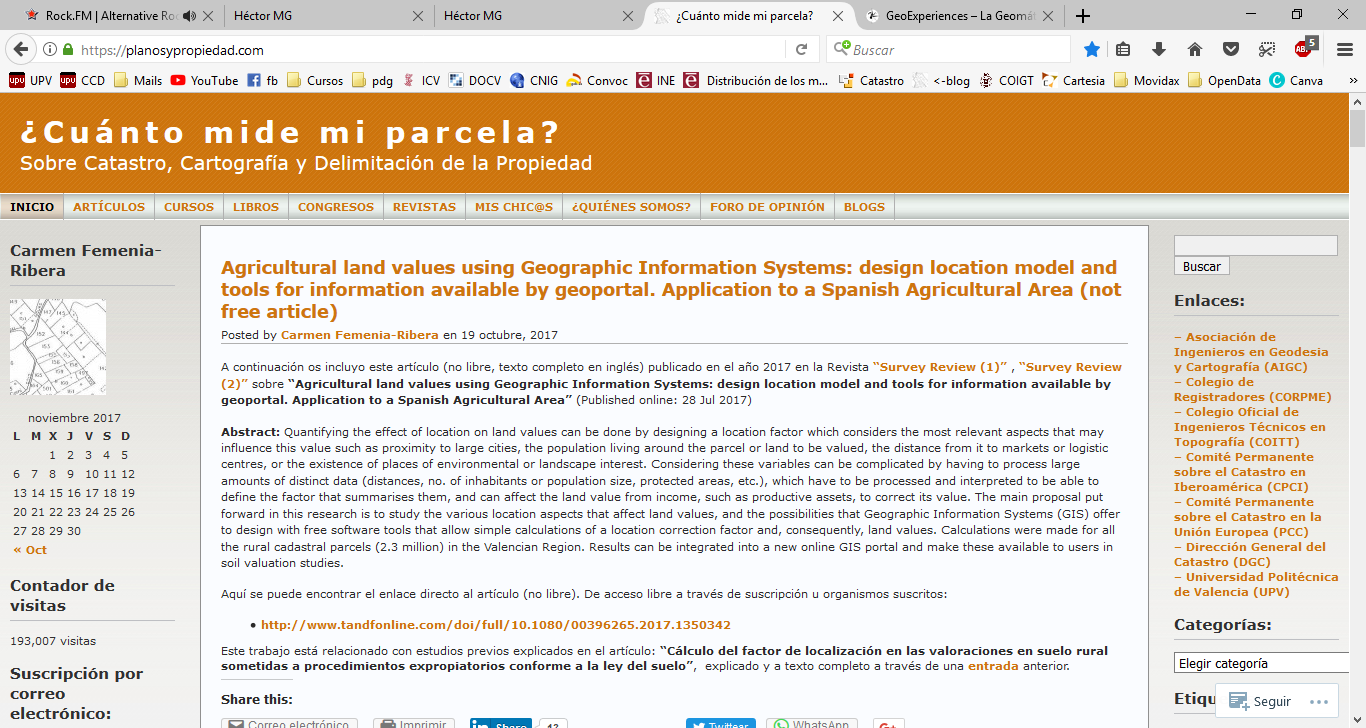 Rock.FM | Alternative Roc
Héctor MG
Héctor MG
¿Cuánto mide mi parcela?
GeoExperiences – La Geomát
https://planosypropiedad.com
Buscar
ABP 5
UPV
CCD
Mails
YouTube
fb
Cursos
pdg
ICV
DOCV
CNIG
Convoc
INE
Distribución de los m...
Catastro
<-blog
COIGT
Cartesia
Movidax
OpenData
Canva
¿Cuánto mide mi parcela?
Sobre Catastro, Cartografía y Delimitación de la Propiedad
INICIO
ARTÍCULOS
CURSOS
LIBROS
CONGRESOS
REVISTAS
MIS CHIC@S
¿QUIÉNES SOMOS?
FORO DE OPINIÓN
BLOGS
Carmen Femenia-
Ribera
noviembre 2017
L M X J V S D
1 2 3 4 5
6 7 8 9 10 11 12
13 14 15 16 17 18 19
20 21 22 23 24 25 26
27 28 29 30
« Oct
Contador de
visitas
193,007 visitas
Suscripción por
correo
electrónico:
Agricultural land values using Geographic Information Systems: design location model and
tools for information available by geoportal. Application to a Spanish Agricultural Area (not
free article)
Posted by Carmen Femenia-Ribera en 19 octubre, 2017
A continuación os incluyo este artículo (no libre, texto completo en inglés) publicado en el año 2017 en la Revista “Survey Review (1)” , “Survey Review
(2)” sobre “Agricultural land values using Geographic Information Systems: design location model and tools for information available by
geoportal. Application to a Spanish Agricultural Area” (Published online: 28 Jul 2017)
Abstract: Quantifying the effect of location on land values can be done by designing a location factor which considers the most relevant aspects that may
influence this value such as proximity to large cities, the population living around the parcel or land to be valued, the distance from it to markets or logistic
centres, or the existence of places of environmental or landscape interest. Considering these variables can be complicated by having to process large
amounts of distinct data (distances, no. of inhabitants or population size, protected areas, etc.), which have to be processed and interpreted to be able to
define the factor that summarises them, and can affect the land value from income, such as productive assets, to correct its value. The main proposal put
forward in this research is to study the various location aspects that affect land values, and the possibilities that Geographic Information Systems (GIS) offer
to design with free software tools that allow simple calculations of a location correction factor and, consequently, land values. Calculations were made for all
the rural cadastral parcels (2.3 million) in the Valencian Region. Results can be integrated into a new online GIS portal and make these available to users in
soil valuation studies.
Aquí se puede encontrar el enlace directo al artículo (no libre). De acceso libre a través de suscripción u organismos suscritos:
• http://www.tandfonline.com/doi/full/10.1080/00396265.2017.1350342
Este trabajo está relacionado con estudios previos explicados en el artículo: “Cálculo del factor de localización en las valoraciones en suelo rural
sometidas a procedimientos expropiatorios conforme a la ley del suelo”, explicado y a texto completo a través de una entrada anterior.
Share this:
Correo electrónico
Imprimir
Share
Twittear
WhatsApp
Buscar
Enlaces:
– Asociación de
Ingenieros en Geodesia
y Cartografía (AIGC)
– Colegio de
Registradores (CORPME)
– Colegio Oficial de
Ingenieros Técnicos en
Topografía (COITT)
– Comité Permanente
sobre el Catastro en
Iberoamérica (CPCI)
– Comité Permanente
sobre el Catastro en la
Unión Europea (PCC)
– Dirección General del
Catastro (DGC)
– Universidad Politécnica
de Valencia (UPV)
Categorías:
Elegir categoría
Etiqu
Seguir